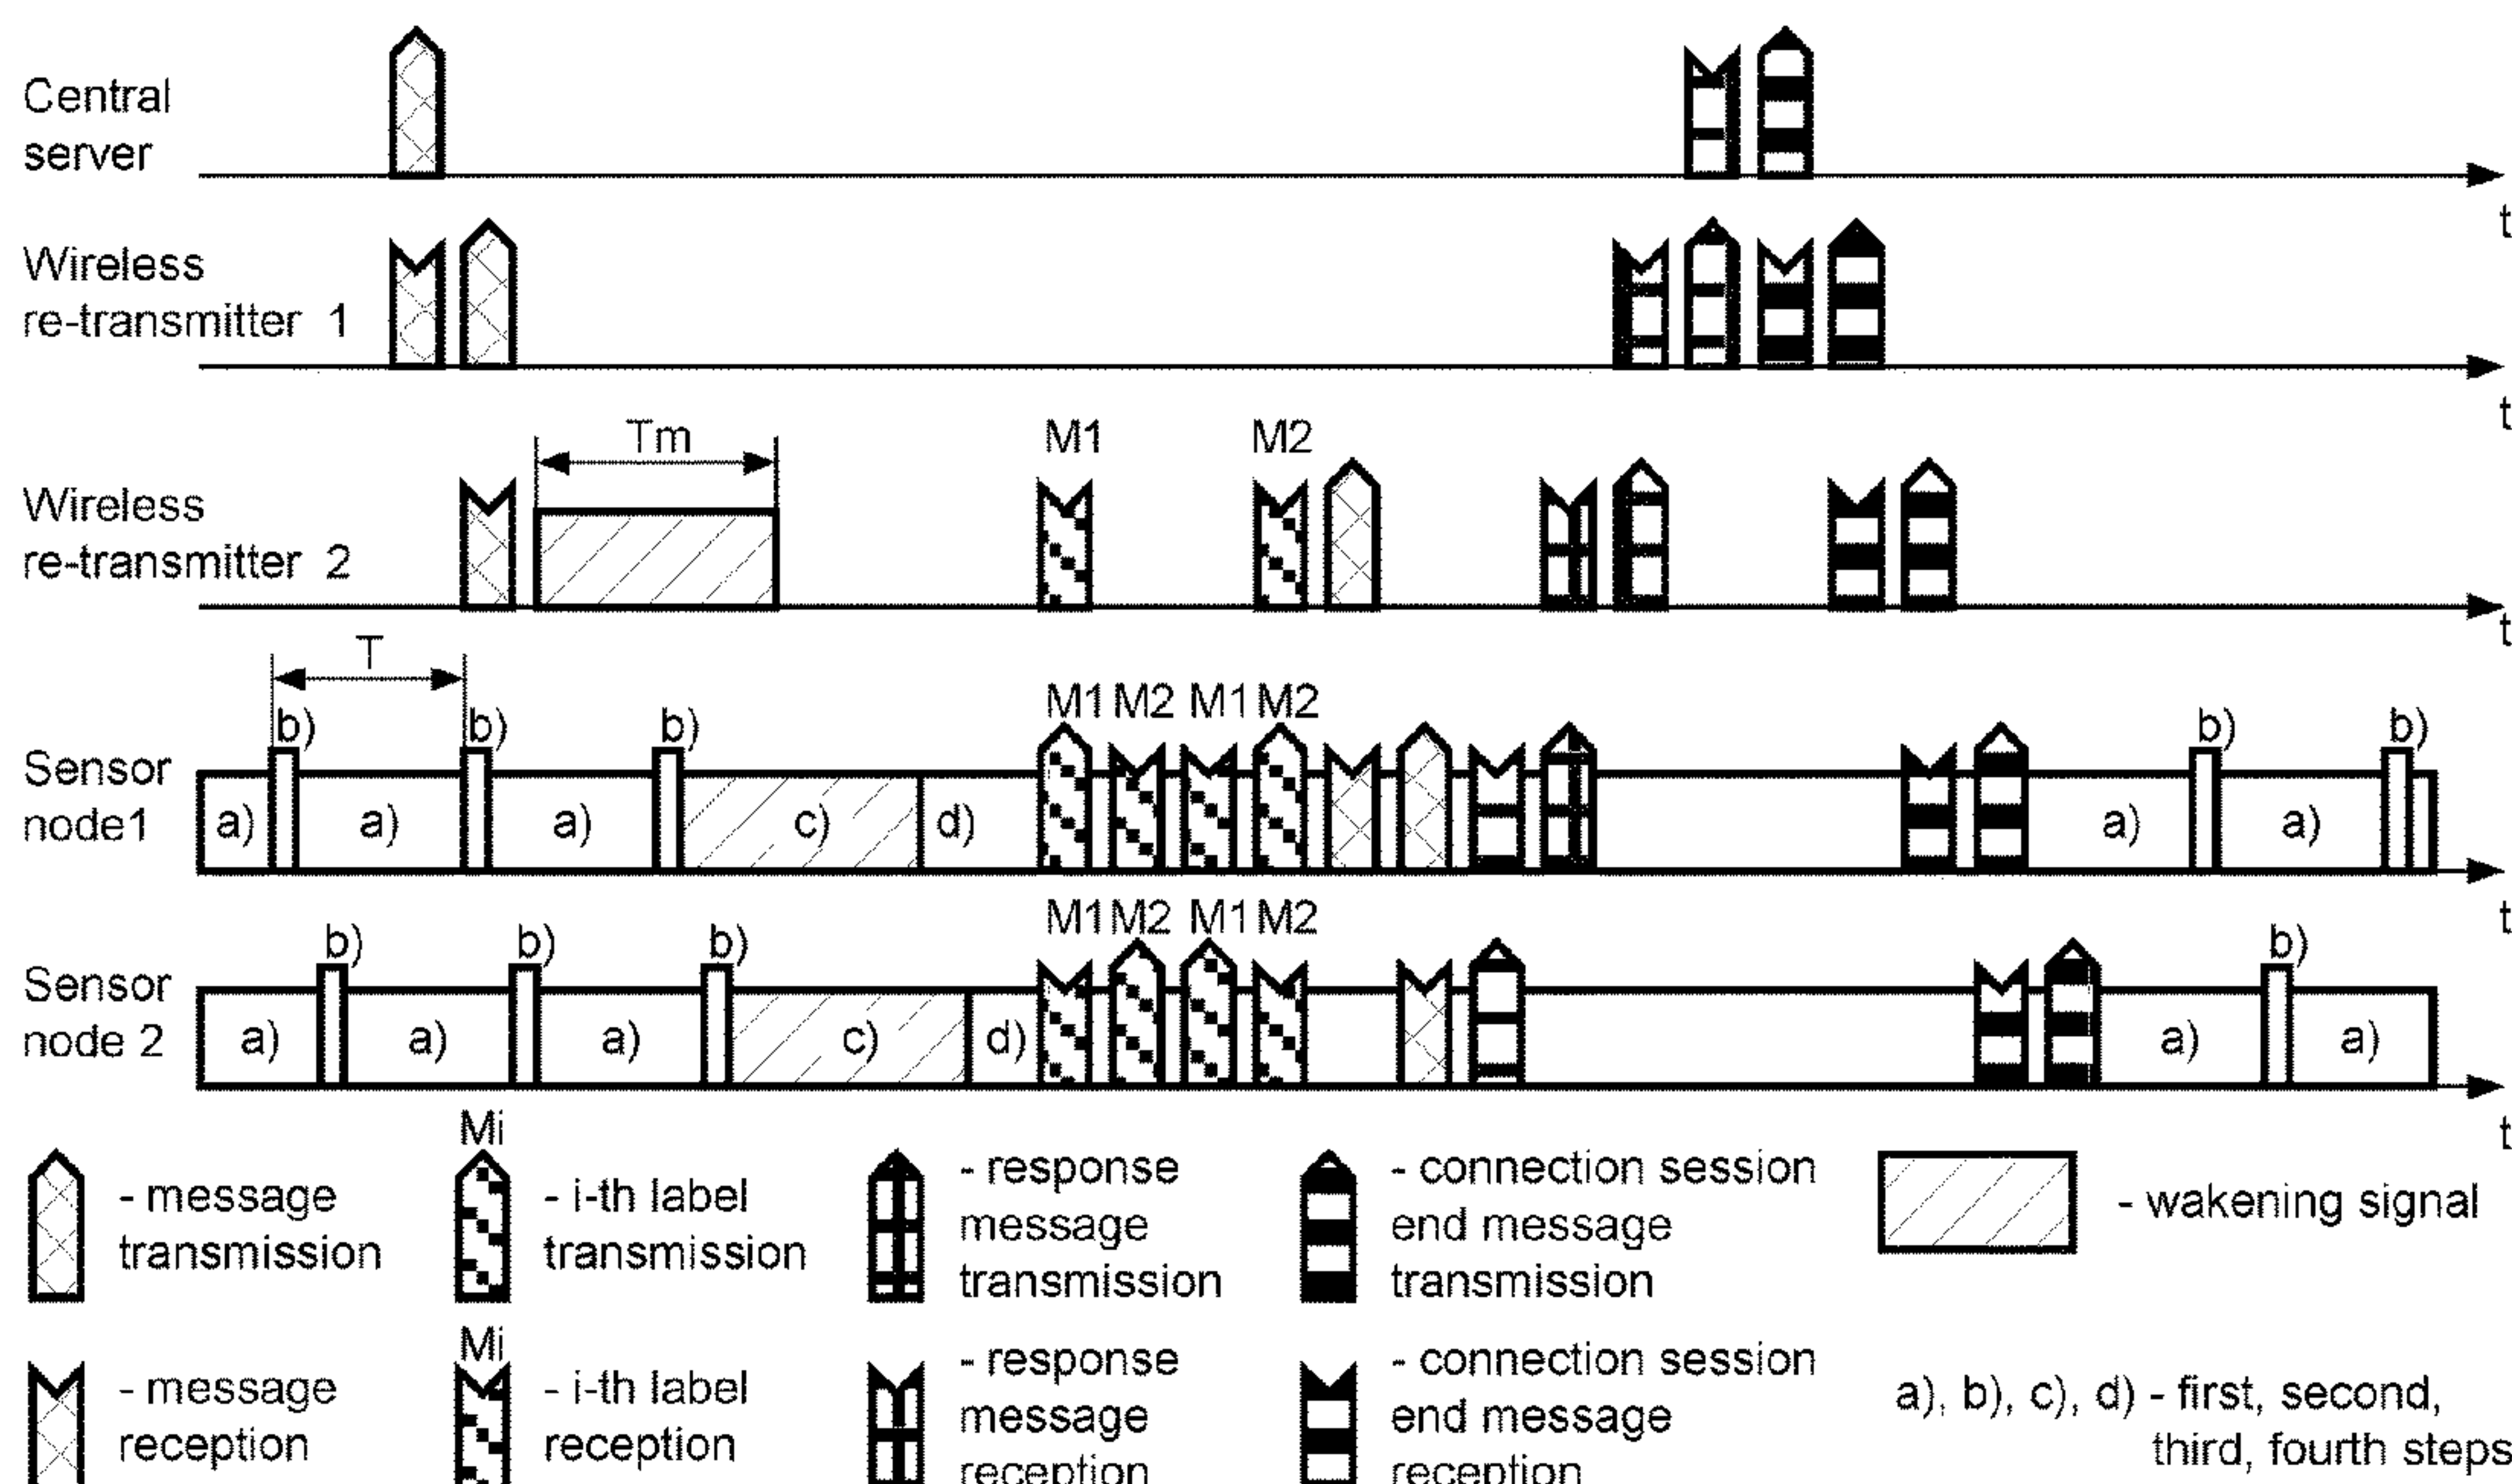 Central
server
t
Wireless
re-transmitter 1
t
Tm
M1
M2
Wireless
re-transmitter 2
t
T
M1 M2 M1 M2
b) b) b) b) b)
Sensor
node1
a) a) a) c) d) a) a)
t
M1 M2 M1 M2
b) b) b) b)
Sensor
node 2
a) a) a) c) d) a) a)
t
Mi
- message
transmission
- i-th label
transmission
- response
message
transmission
- connection session
end message
transmission
- wakening signal
Mi
- message
reception
- i-th label
reception
- response
message
reception
- connection session
end message
reception
a), b), c), d) - first, second,
third, fourth steps